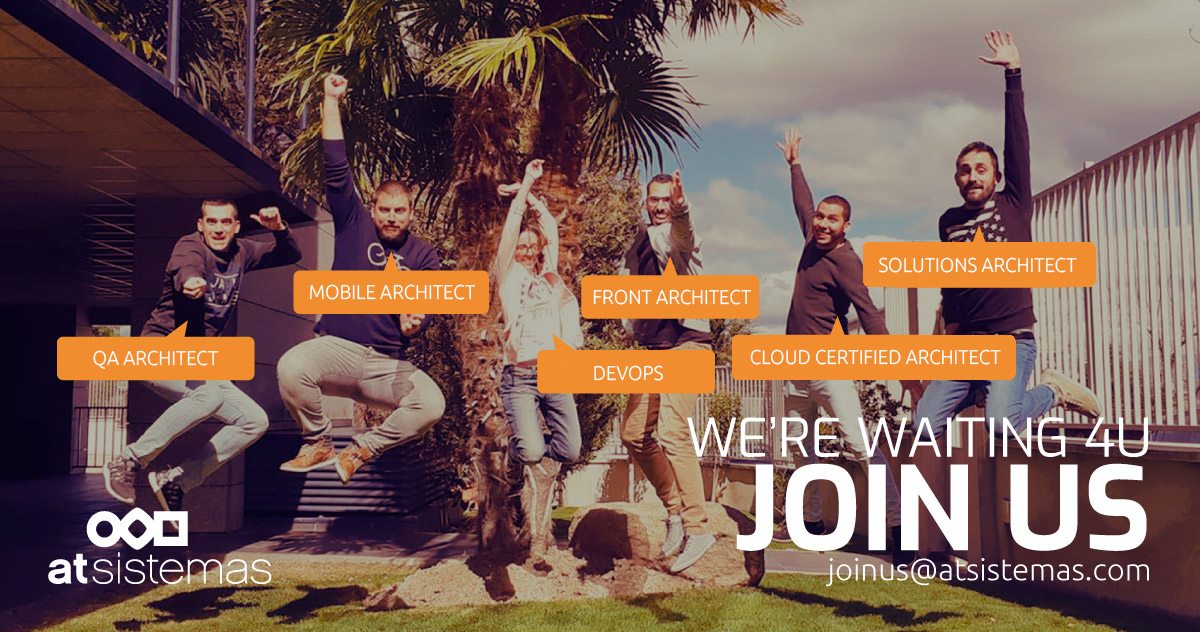 SOLUTIONS ARCHITECT
MOBILE ARCHITECT
FRONT ARCHITECT
QA ARCHITECT
DEVOPS
CLOUD CERTIFIED ARCHITECT
WE'RE WAITING 4U
JOIN US
joinus@atsistemas.com
atsistemas